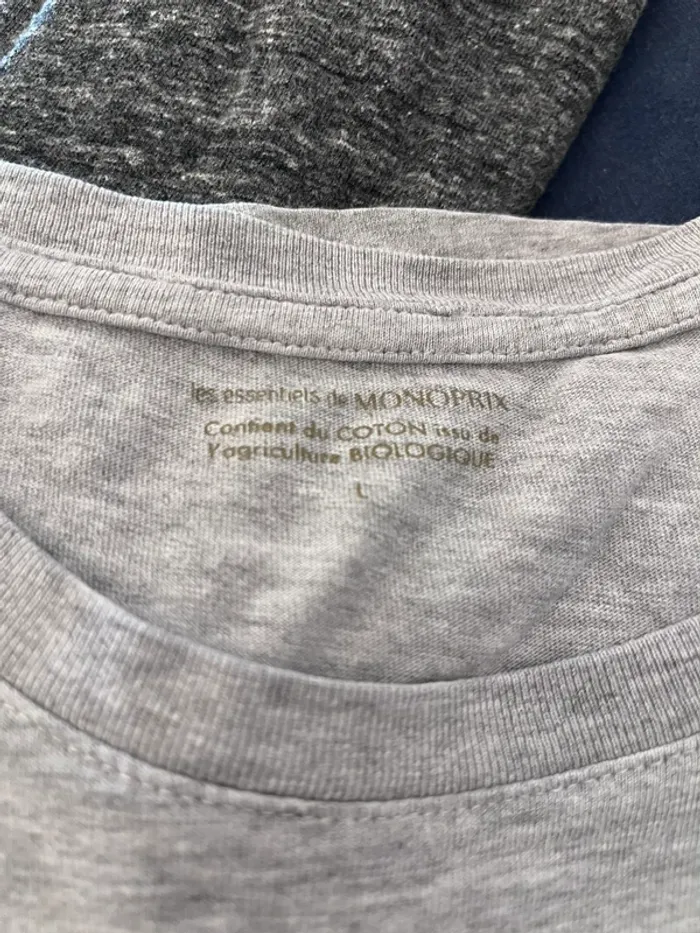 les essentiels de MONOPRIX
Contient du COTON issu de
l'agriculture BIOLOGIQUE
L